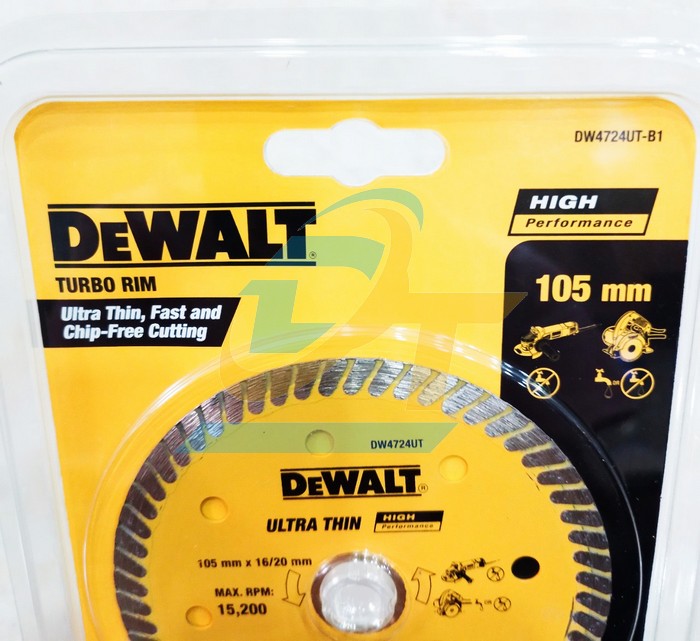 DW4724UT-B1
DEWALT®
TURBO RIM
Ultra Thin, Fast and
Chip-Free Cutting
HIGH
Performance
105 mm
DT
DW4724UT
DEWALT®
ULTRA THIN
HIGH
Performance
105 mm x 16/20 mm
MAX. RPM:
15,200